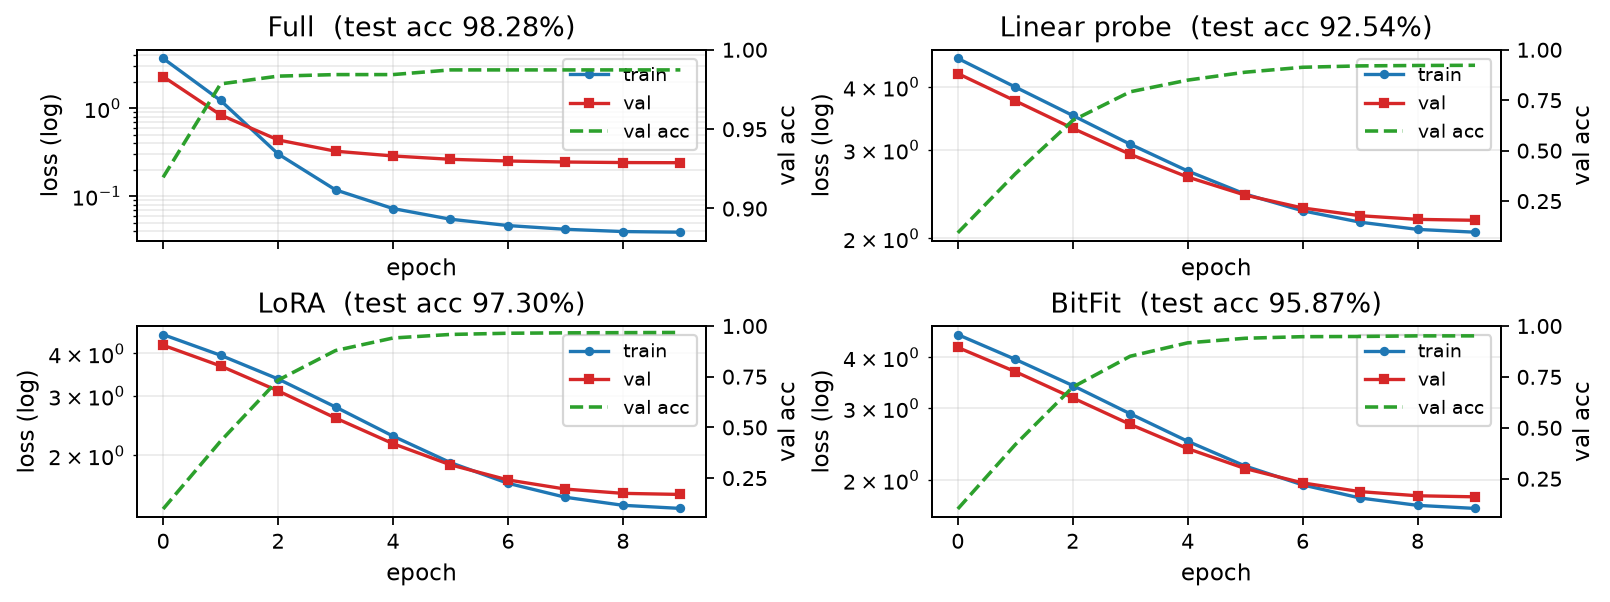 Full (test acc 98.28%)
loss (log)
10⁰
10⁻¹
train
val
val acc
1.00
0.95
0.90
val acc
epoch
Linear probe (test acc 92.54%)
loss (log)
4 × 10⁰
3 × 10⁰
2 × 10⁰
train
val
val acc
1.00
0.75
0.50
0.25
val acc
epoch
LoRA (test acc 97.30%)
loss (log)
4 × 10⁰
3 × 10⁰
2 × 10⁰
train
val
val acc
1.00
0.75
0.50
0.25
val acc
0 2 4 6 8
epoch
BitFit (test acc 95.87%)
loss (log)
4 × 10⁰
3 × 10⁰
2 × 10⁰
train
val
val acc
1.00
0.75
0.50
0.25
val acc
0 2 4 6 8
epoch